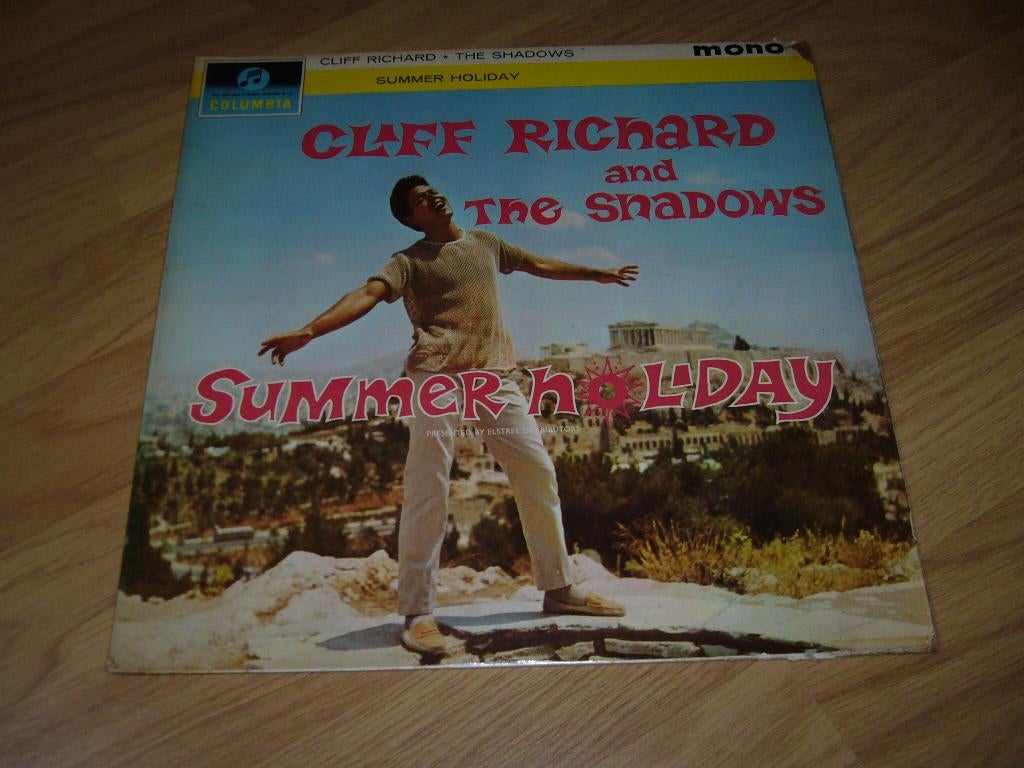 CLIFF RICHARD • THE SHADOWS
mono
SUMMER HOLIDAY
COLUMBIA
CLIFF RICHARD
and
THE SHADOWS
SUMMER HOLIDAY
PRESENTED BY ELSTREE DISTRIBUTORS